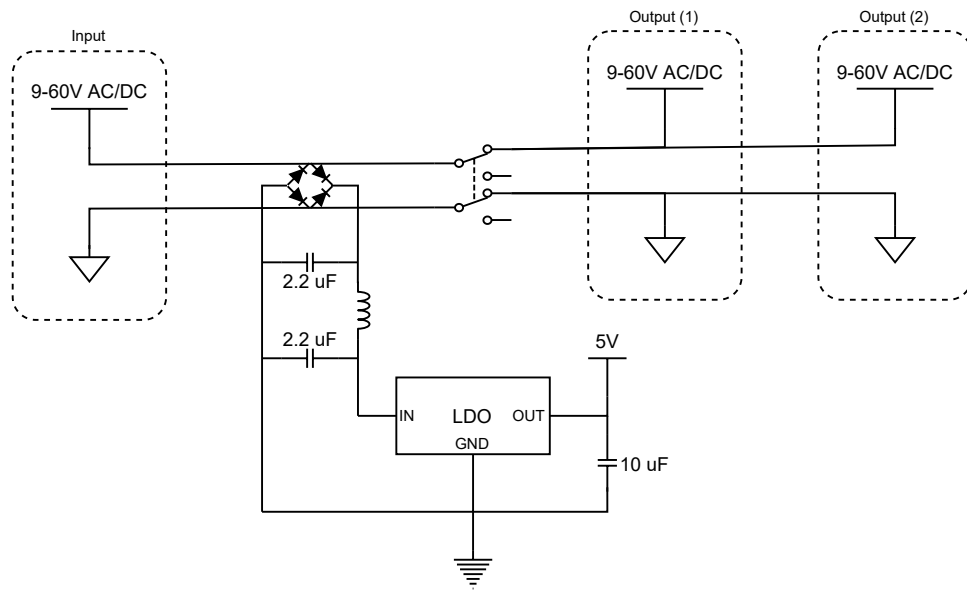 Input
Output (1)
Output (2)
9-60V AC/DC
9-60V AC/DC
9-60V AC/DC
2.2 uF
2.2 uF
5V
IN
LDO
OUT
GND
10 uF